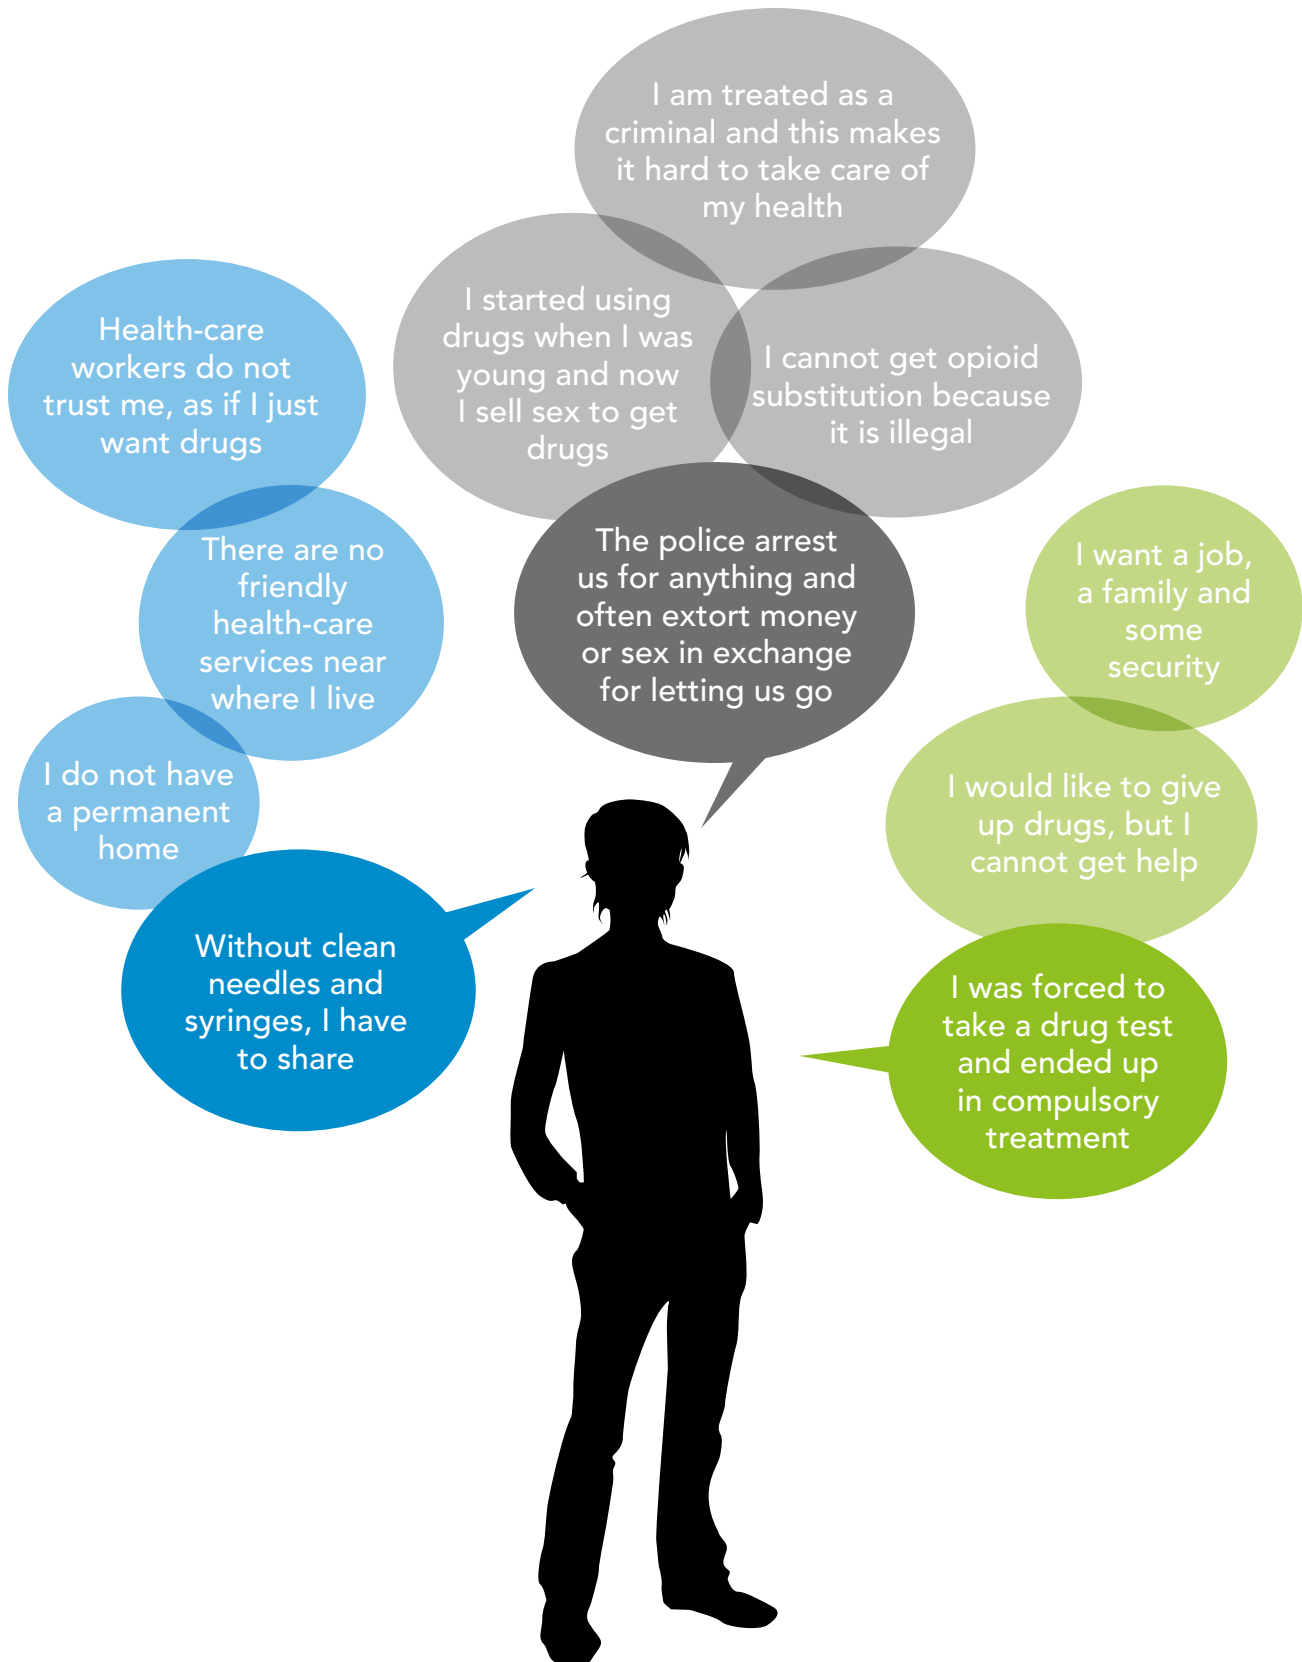 I am treated as a
criminal and this makes
it hard to take care of
my health
I started using
drugs when I was
young and now
I sell sex to get
drugs
I cannot get opioid
substitution because
it is illegal
The police arrest
us for anything and
often extort money
or sex in exchange
for letting us go
Health-care
workers do not
trust me, as if I just
want drugs
There are no
friendly
health-care
services near
where I live
I do not have
a permanent
home
Without clean
needles and
syringes, I have
to share
I want a job,
a family and
some
security
I would like to give
up drugs, but I
cannot get help
I was forced to
take a drug test
and ended up
in compulsory
treatment